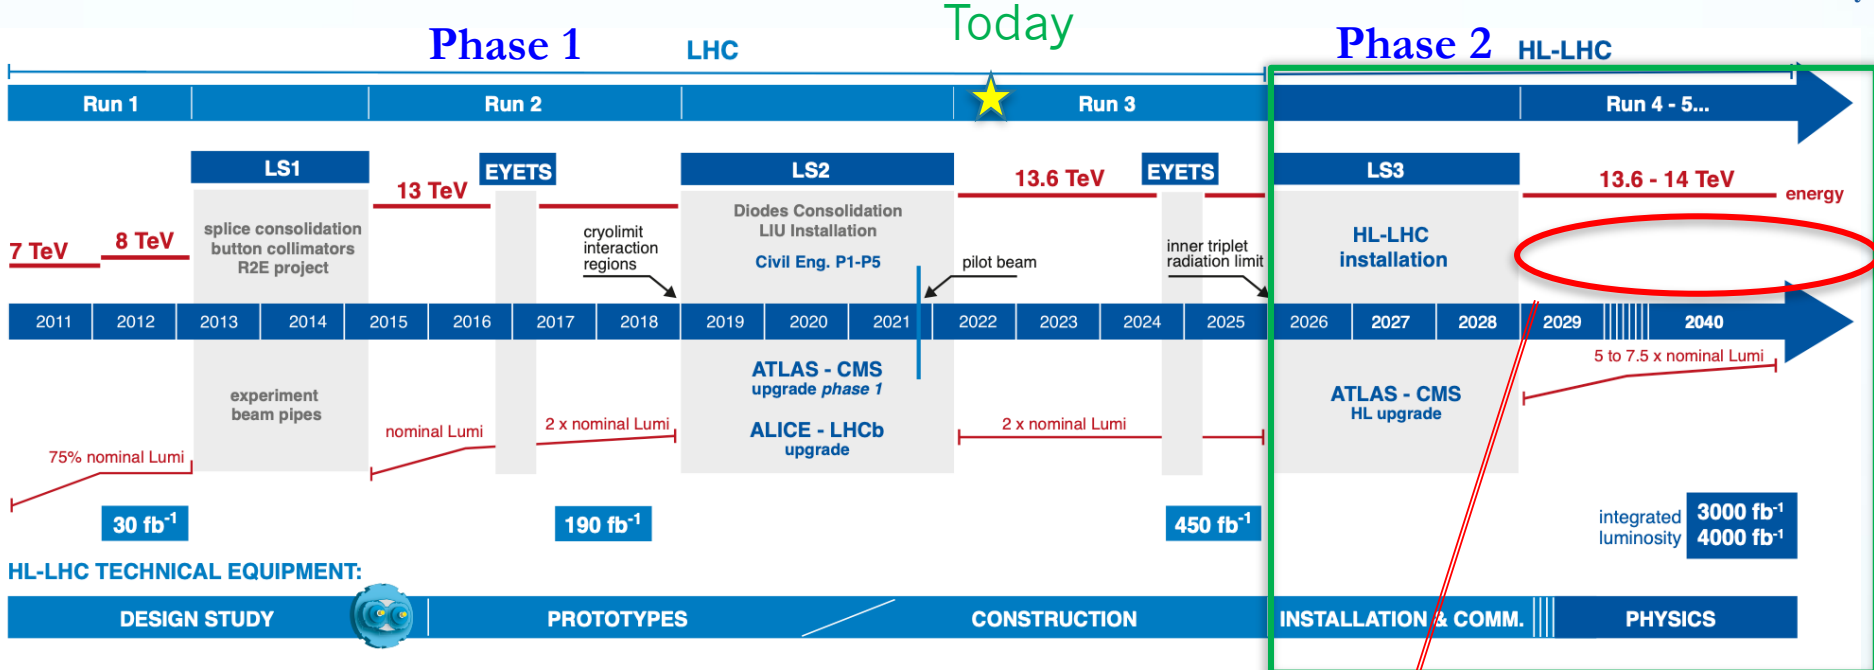 Today
Phase 1 LHC Phase 2 HL-LHC
Run 1 Run 2 Run 3 Run 4 - 5...
LS1 EYETS LS2 EYETS LS3
7 TeV 8 TeV 13 TeV 13.6 TeV 13.6 - 14 TeV energy
splice consolidation
button collimators
R2E project
cryolimit
interaction
regions
Diodes Consolidation
LIU Installation
Civil Eng. P1-P5
pilot beam
inner triplet
radiation limit
HL-LHC
installation
2011 2012 2013 2014 2015 2016 2017 2018 2019 2020 2021 2022 2023 2024 2025 2026 2027 2028 2029 2040
experiment
beam pipes
ATLAS - CMS
upgrade phase 1
ALICE - LHCb
upgrade
ATLAS - CMS
HL upgrade
75% nominal Lumi nominal Lumi 2 x nominal Lumi 2 x nominal Lumi 5 to 7.5 x nominal Lumi
30 fb⁻¹ 190 fb⁻¹ 450 fb⁻¹
integrated
luminosity
3000 fb⁻¹
4000 fb⁻¹
HL-LHC TECHNICAL EQUIPMENT:
DESIGN STUDY PROTOTYPES CONSTRUCTION INSTALLATION & COMM. PHYSICS